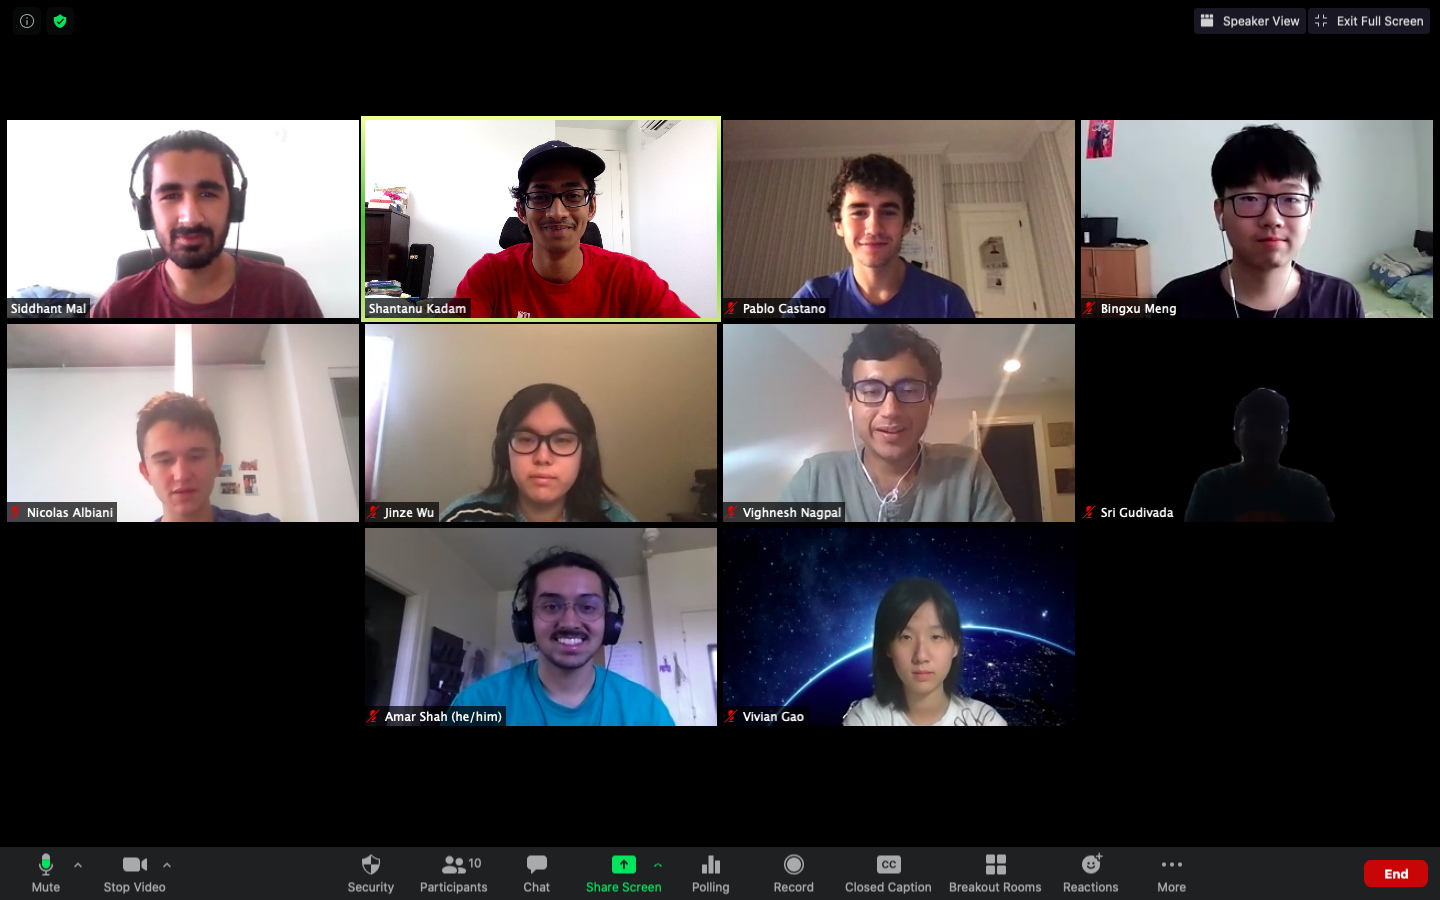 Speaker View
Exit Full Screen
Siddhant Mal
Shantanu Kadam
Pablo Castano
Bingxu Meng
Nicolas Albiani
Jinze Wu
Vighnesh Nagpal
Sri Gudivada
Amar Shah (he/him)
Vivian Gao
Mute
Stop Video
Security
10
Participants
Chat
Share Screen
Polling
Record
CC
Closed Caption
Breakout Rooms
Reactions
More
End